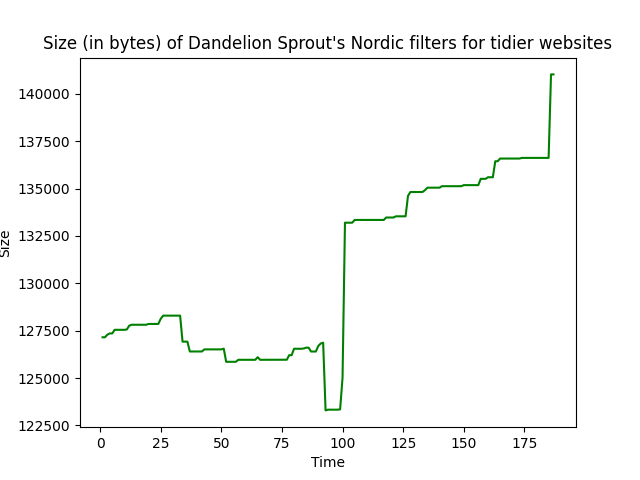 Size (in bytes) of Dandelion Sprout's Nordic filters for tidier websites
140000
137500
135000
132500
130000
127500
125000
122500
Size
0 25 50 75 100 125 150 175
Time